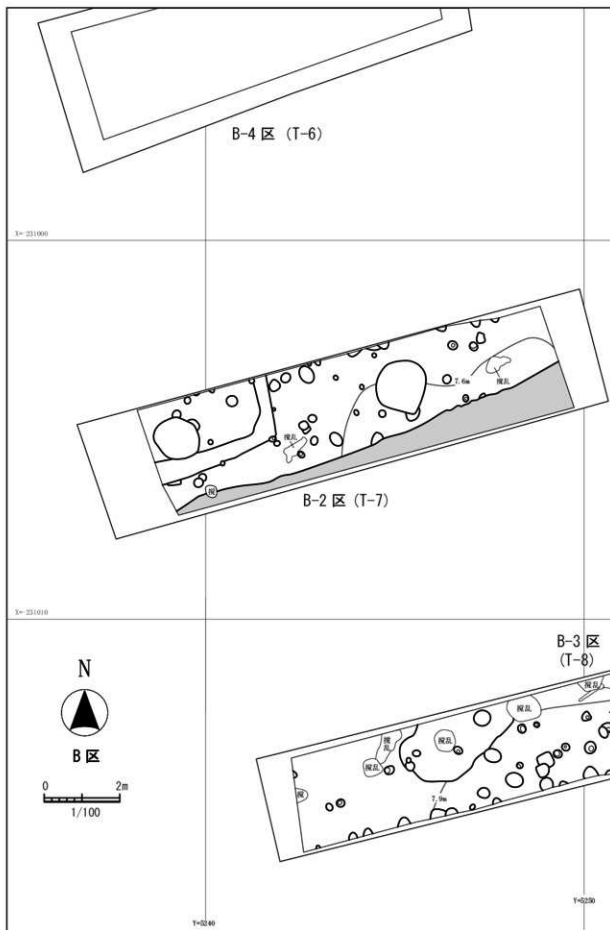 B-4 区 (T-6)
X=-231000
7.6m
撹乱
撹乱
撹
B-2 区 (T-7)
X=-231010
B-3 区
(T-8)
撹乱
撹乱
撹乱
撹乱
撹乱
撹
7.9m
N
B 区
0 2m
1/100
Y=5240
Y=5250